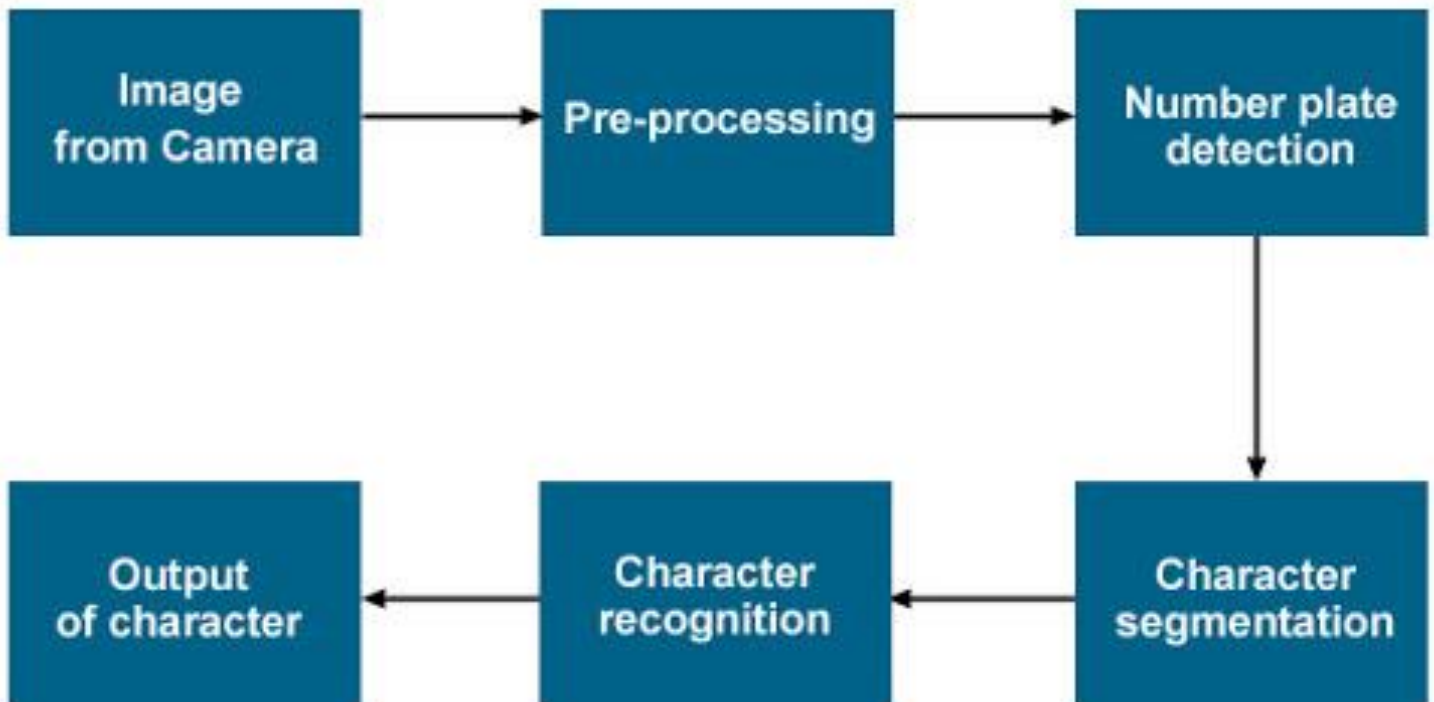 Image
from Camera
Pre-processing
Number plate
detection
Character
segmentation
Character
recognition
Output
of character